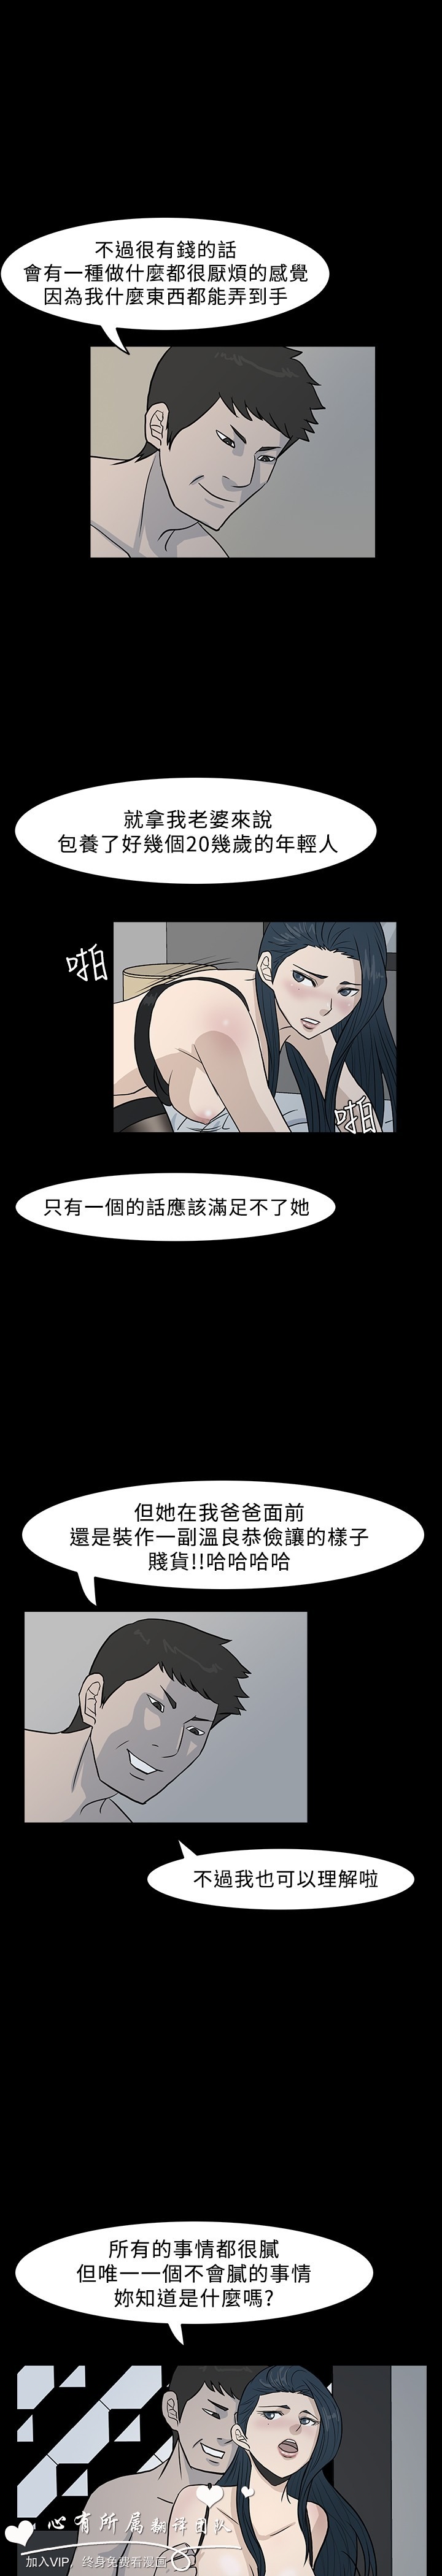 不過很有錢的話
會有一種做什麼都很厭煩的感覺
因為我什麼東西都能弄到手
就拿我老婆來說
包養了好幾個20幾歲的年輕人
啪
啪
只有一個的話應該滿足不了她
但她在我爸爸面前
還是裝作一副溫良恭儉讓的樣子
賤貨!!哈哈哈哈
不過我也可以理解啦
所有的事情都很膩
但唯一一個不會膩的事情
妳知道是什麼嗎?
心有所属翻译团队
加入VIP，终身免费看漫画